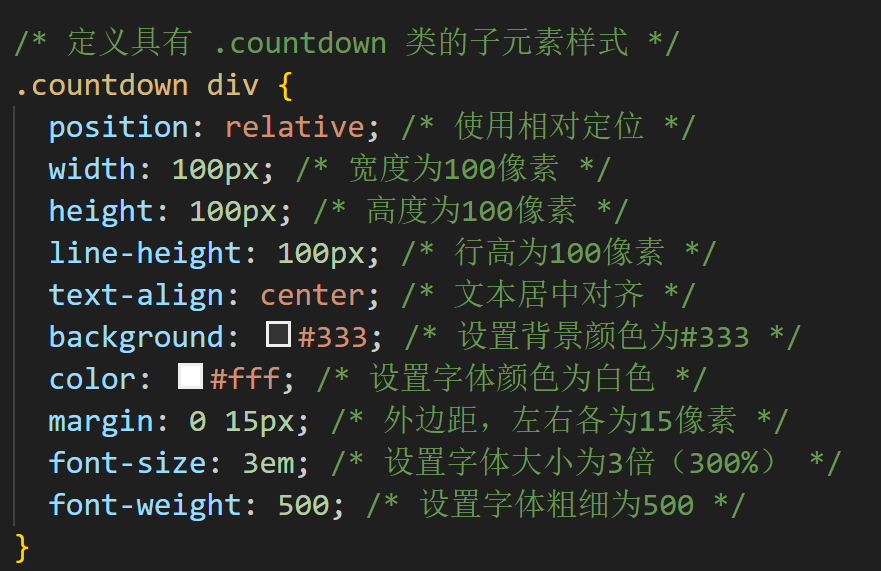 /* 定义具有 .countdown 类的子元素样式 */
.countdown div {
position: relative; /* 使用相对定位 */
width: 100px; /* 宽度为100像素 */
height: 100px; /* 高度为100像素 */
line-height: 100px; /* 行高为100像素 */
text-align: center; /* 文本居中对齐 */
background: #333; /* 设置背景颜色为#333 */
color: #fff; /* 设置字体颜色为白色 */
margin: 0 15px; /* 外边距，左右各为15像素 */
font-size: 3em; /* 设置字体大小为3倍（300%） */
font-weight: 500; /* 设置字体粗细为500 */
}